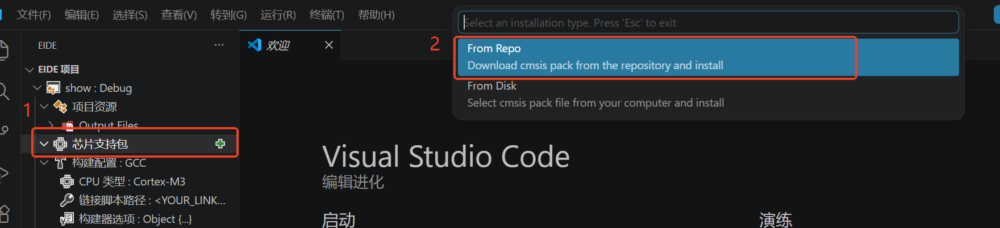 文件(F) 编辑(E) 选择(S) 查看(V) 转到(G) 运行(R) 终端(T) 帮助(H)
Select an installation type. Press 'Esc' to exit
From Repo
Download cmsis pack from the repository and install
From Disk
Select cmsis pack file from your computer and install
2
EIDE ...
欢迎
EIDE 项目
show : Debug
1
项目资源
Output Files
芯片支持包
构建配置 : GCC
CPU 类型 : Cortex-M3
链接脚本路径 : <YOUR_LINK...
构建器选项 : Object {...}
Visual Studio Code
编辑进化
启动
演练